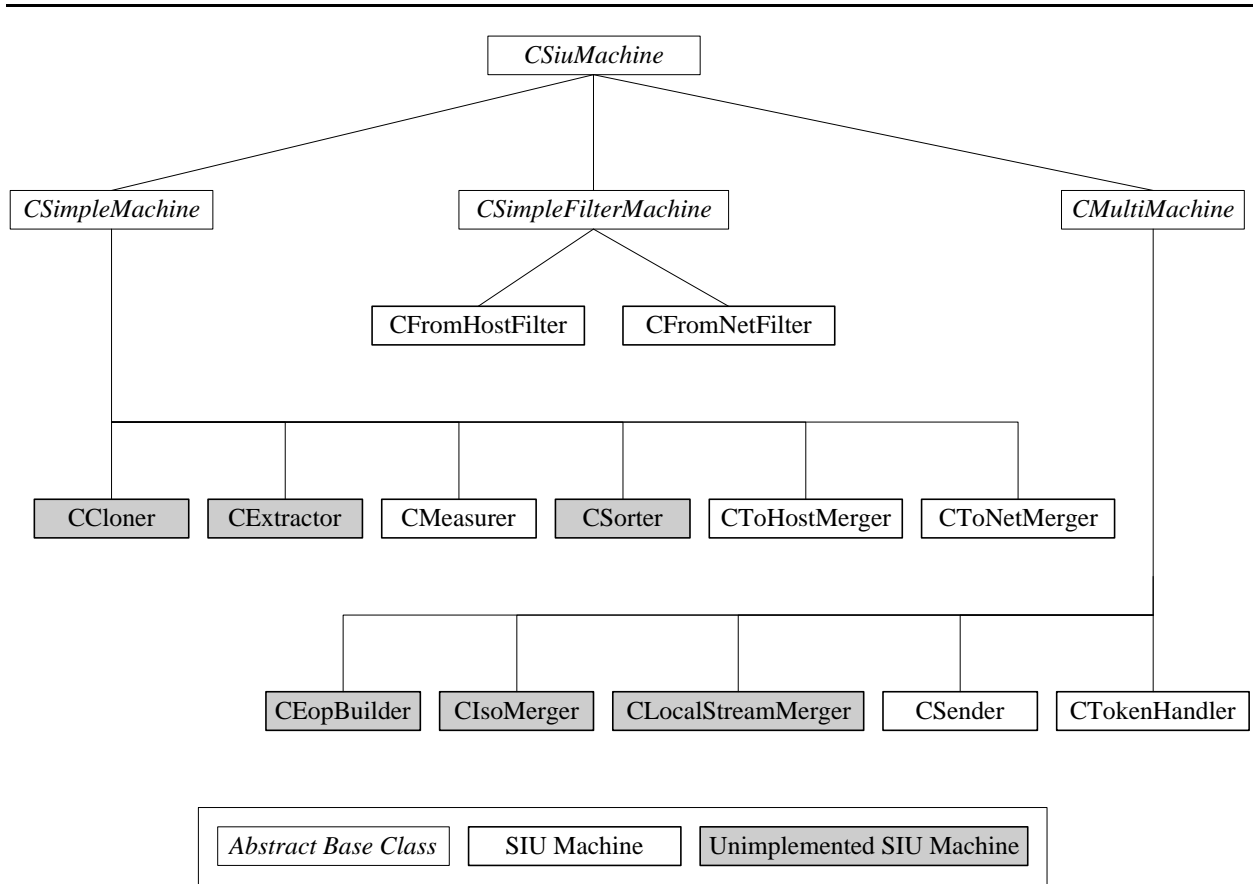 CSiuMachine
CSimpleMachine
CSimpleFilterMachine
CMultiMachine
CFromHostFilter
CFromNetFilter
CCloner
CExtractor
CMeasurer
CSorter
CToHostMerger
CToNetMerger
CEopBuilder
CIsoMerger
CLocalStreamMerger
CSender
CTokenHandler
Abstract Base Class
SIU Machine
Unimplemented SIU Machine